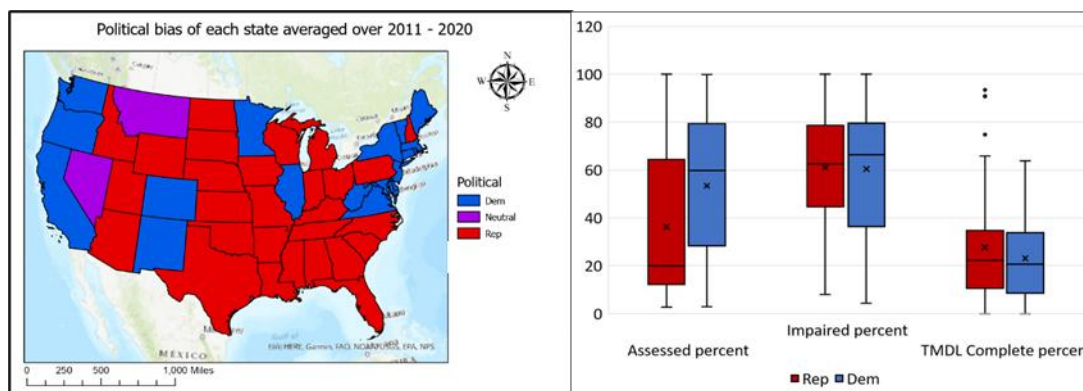 Political bias of each state averaged over 2011 - 2020
N
W E
S
Political
Dem
Neutral
Rep
MÉXICO
Esri, HERE, Garmin, FAO, NOAA, USGS, EPA, NPS
0 250 500 1,000 Miles
120
100
80
60
40
20
0
Impaired percent
Assessed percent TMDL Complete percent
Rep Dem